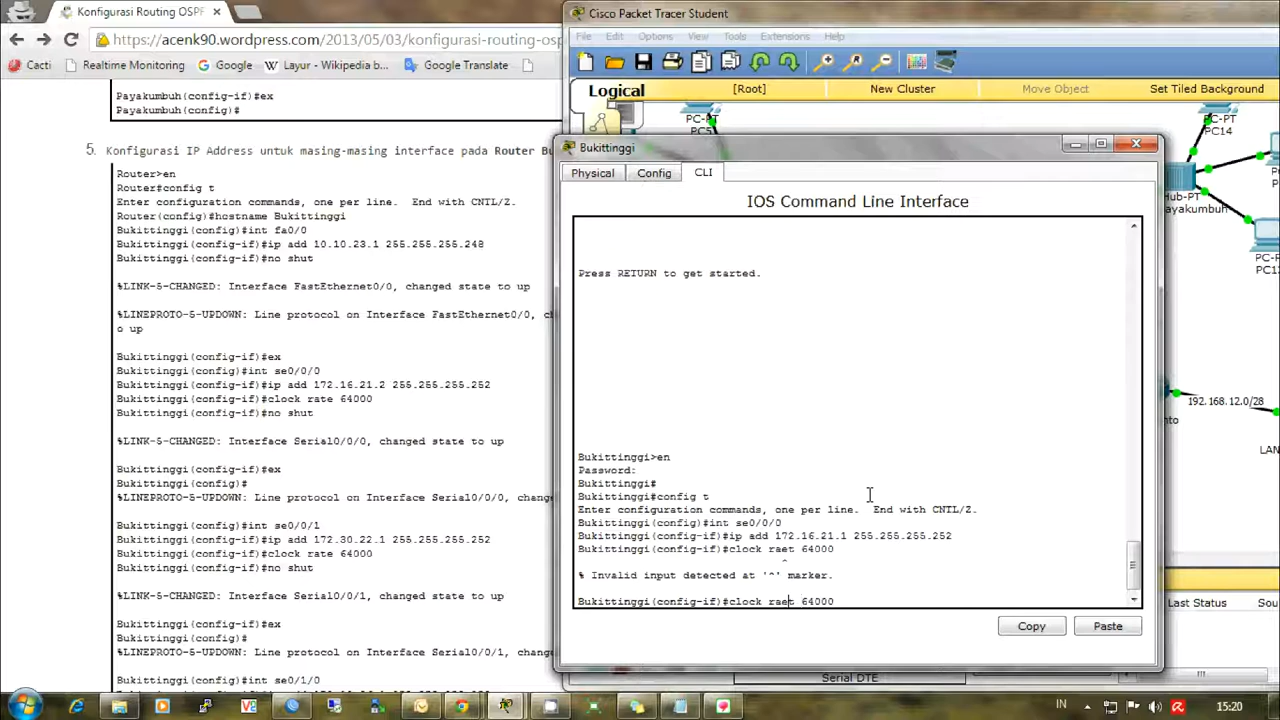 Konfigurasi Routing OSPF
https://acenk90.wordpress.com/2013/05/03/konfigurasi-routing-osp
Cacti
Realtime Monitoring
Google
Layur - Wikipedia b...
Google Translate
Payakumbuh(config-if)#ex
Payakumbuh(config)#
5. Konfigurasi IP Address untuk masing-masing interface pada Router Bu
Router>en
Router#config t
Enter configuration commands, one per line. End with CNTL/Z.
Router(config)#hostname Bukittinggi
Bukittinggi(config)#int fa0/0
Bukittinggi(config-if)#ip add 10.10.23.1 255.255.255.248
Bukittinggi(config-if)#no shut
%LINK-5-CHANGED: Interface FastEthernet0/0, changed state to up
%LINEPROTO-5-UPDOWN: Line protocol on Interface FastEthernet0/0, ch
o up
Bukittinggi(config-if)#ex
Bukittinggi(config)#int se0/0/0
Bukittinggi(config-if)#ip add 172.16.21.2 255.255.255.252
Bukittinggi(config-if)#clock rate 64000
Bukittinggi(config-if)#no shut
%LINK-5-CHANGED: Interface Serial0/0/0, changed state to up
Bukittinggi(config-if)#ex
Bukittinggi(config)#
%LINEPROTO-5-UPDOWN: Line protocol on Interface Serial0/0/0, change
Bukittinggi(config)#int se0/0/1
Bukittinggi(config-if)#ip add 172.30.22.1 255.255.255.252
Bukittinggi(config-if)#clock rate 64000
Bukittinggi(config-if)#no shut
%LINK-5-CHANGED: Interface Serial0/0/1, changed state to up
Bukittinggi(config-if)#ex
Bukittinggi(config)#
%LINEPROTO-5-UPDOWN: Line protocol on Interface Serial0/0/1, change
Bukittinggi(config)#int se0/1/0
Cisco Packet Tracer Student
File Edit Options View Tools Extensions Help
Logical
[Root]
New Cluster
Move Object
Set Tiled Background
PC-PT
PC5
PC-PT
PC14
Hub-PT
ayakumbuh
PC-P
PC1
192.168.12.0/28
nto
LAN
Last Status
Sou
Serial DTE
Bukittinggi
Physical
Config
CLI
IOS Command Line Interface
Press RETURN to get started.
Bukittinggi>en
Password:
Bukittinggi#
Bukittinggi#config t
Enter configuration commands, one per line. End with CNTL/Z.
Bukittinggi(config)#int se0/0/0
Bukittinggi(config-if)#ip add 172.16.21.1 255.255.255.252
Bukittinggi(config-if)#clock raet 64000
^
% Invalid input detected at '^' marker.
Bukittinggi(config-if)#clock raet 64000
Copy
Paste
IN
15:20